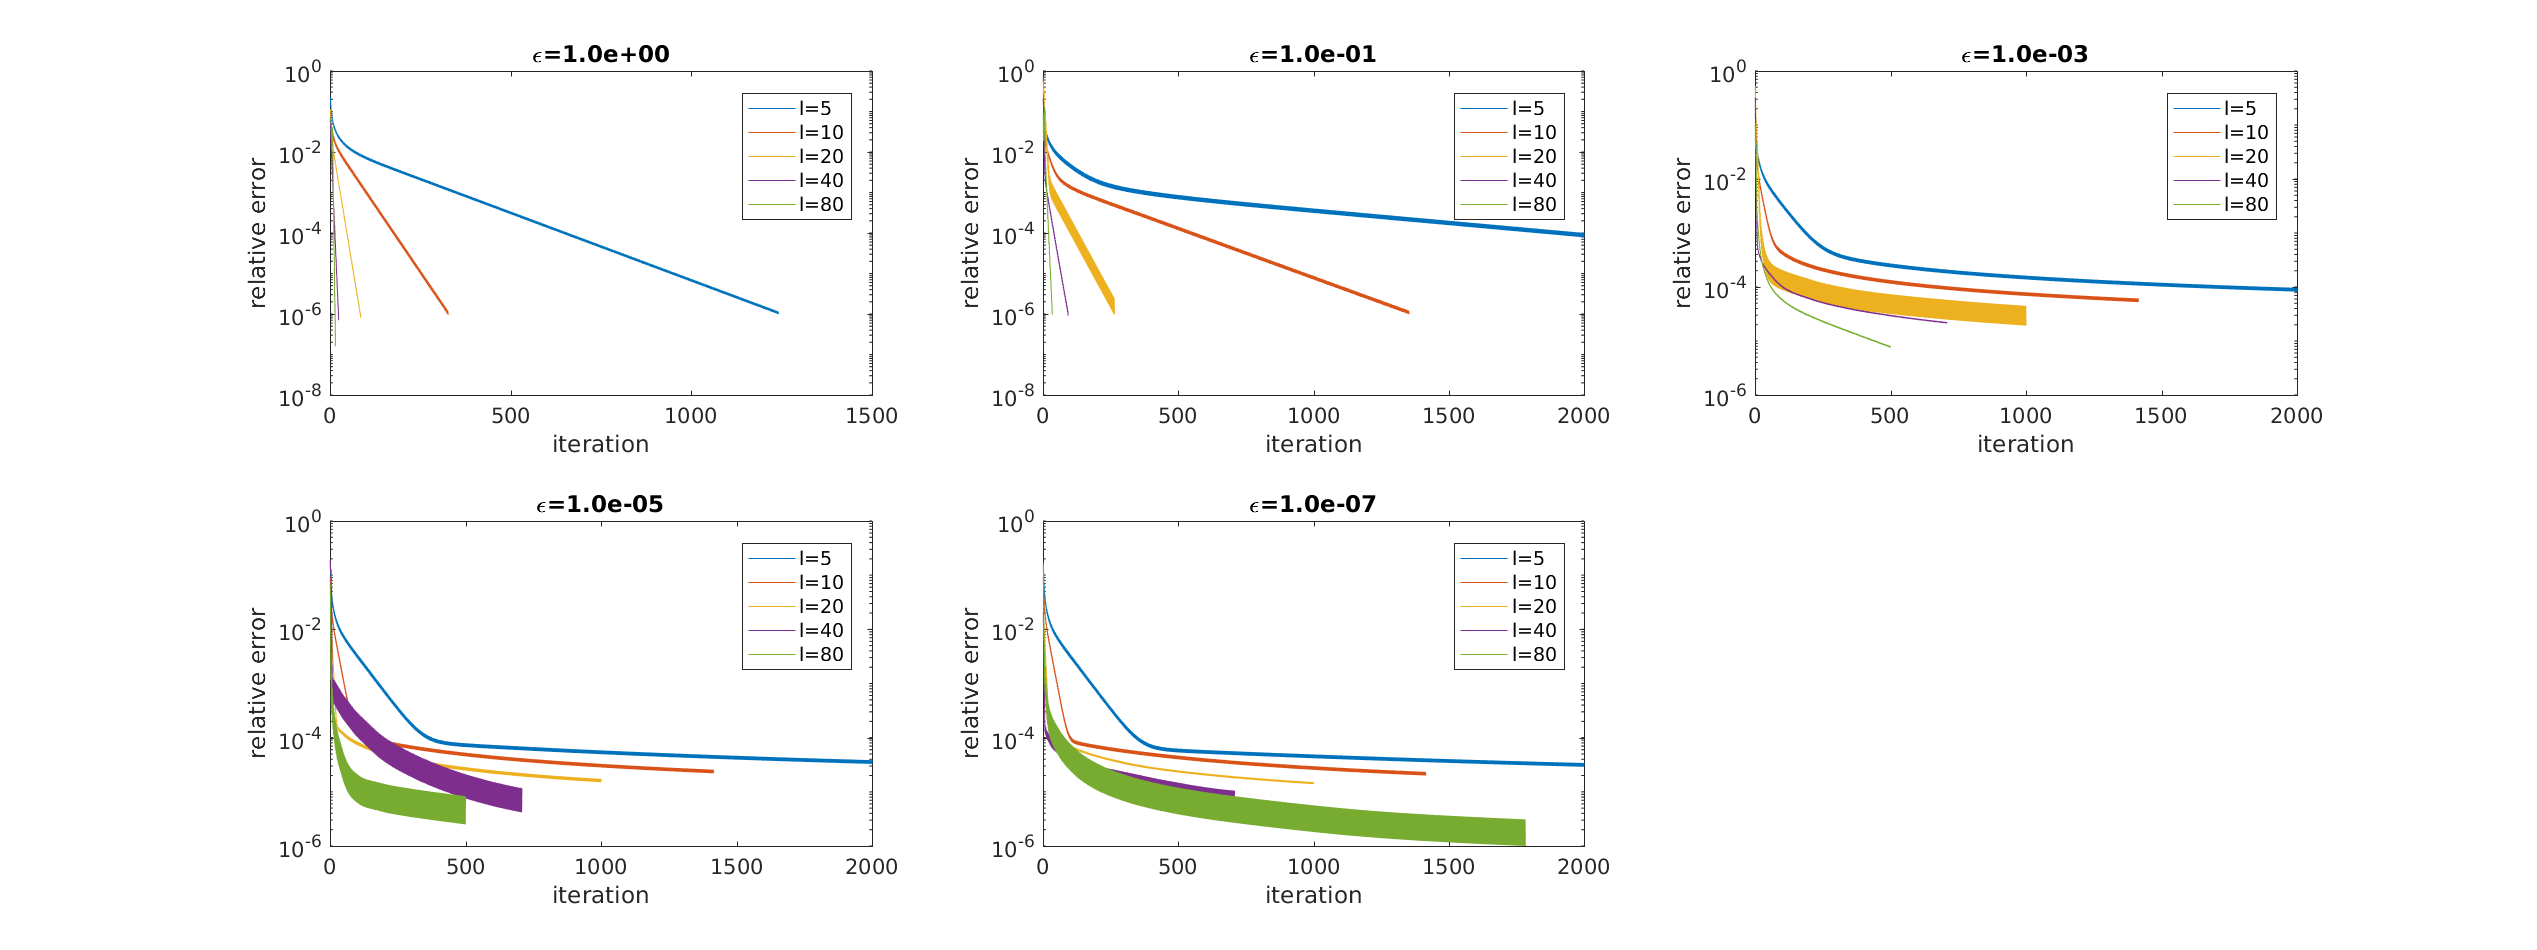 ϵ=1.0e+00
10^0
10^-2
10^-4
10^-6
10^-8
relative error
l=5
l=10
l=20
l=40
l=80
0 500 1000 1500
iteration
ϵ=1.0e-01
10^0
10^-2
10^-4
10^-6
10^-8
relative error
l=5
l=10
l=20
l=40
l=80
0 500 1000 1500 2000
iteration
ϵ=1.0e-03
10^0
10^-2
10^-4
10^-6
relative error
l=5
l=10
l=20
l=40
l=80
0 500 1000 1500 2000
iteration
ϵ=1.0e-05
10^0
10^-2
10^-4
10^-6
relative error
l=5
l=10
l=20
l=40
l=80
0 500 1000 1500 2000
iteration
ϵ=1.0e-07
10^0
10^-2
10^-4
10^-6
relative error
l=5
l=10
l=20
l=40
l=80
0 500 1000 1500 2000
iteration